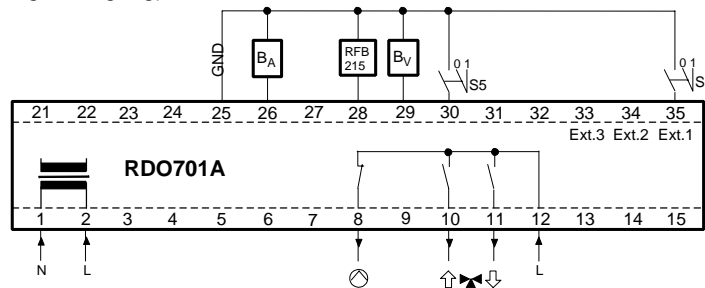 GND
BA
RFB
215
BV
0 1
S5
0 1
S
21 22 23 24 25 26 27 28 29 30 31 32 33 34 35
Ext.3 Ext.2 Ext.1
RDO701A
1 2 3 4 5 6 7 8 9 10 11 12 13 14 15
N L L